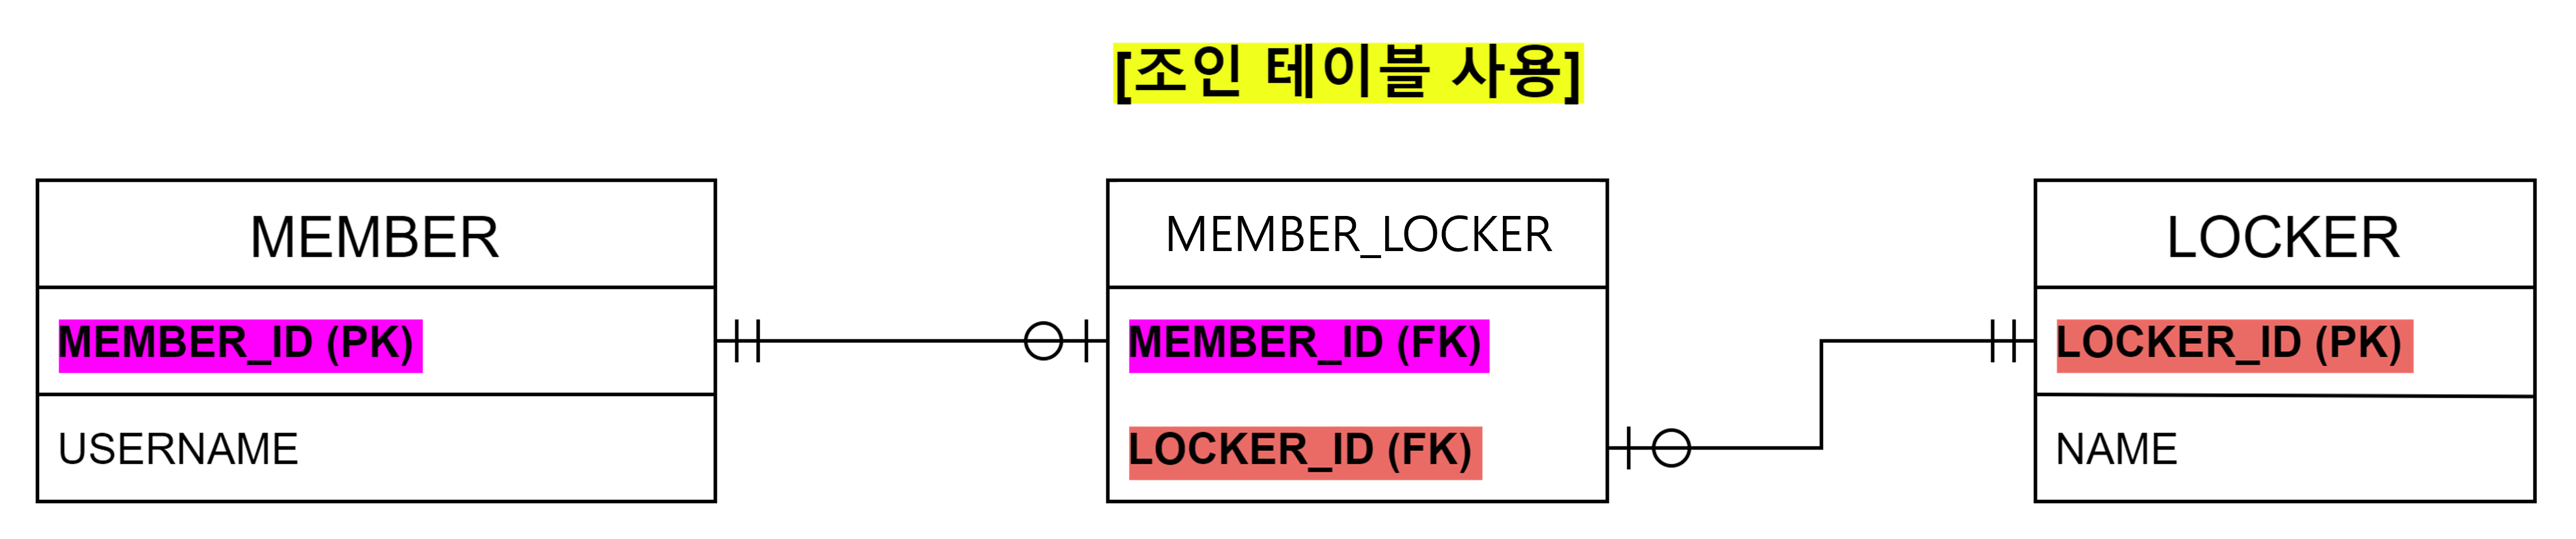 [조인 테이블 사용]
MEMBER
MEMBER_ID (PK)
USERNAME
MEMBER_LOCKER
MEMBER_ID (FK)
LOCKER_ID (FK)
LOCKER
LOCKER_ID (PK)
NAME